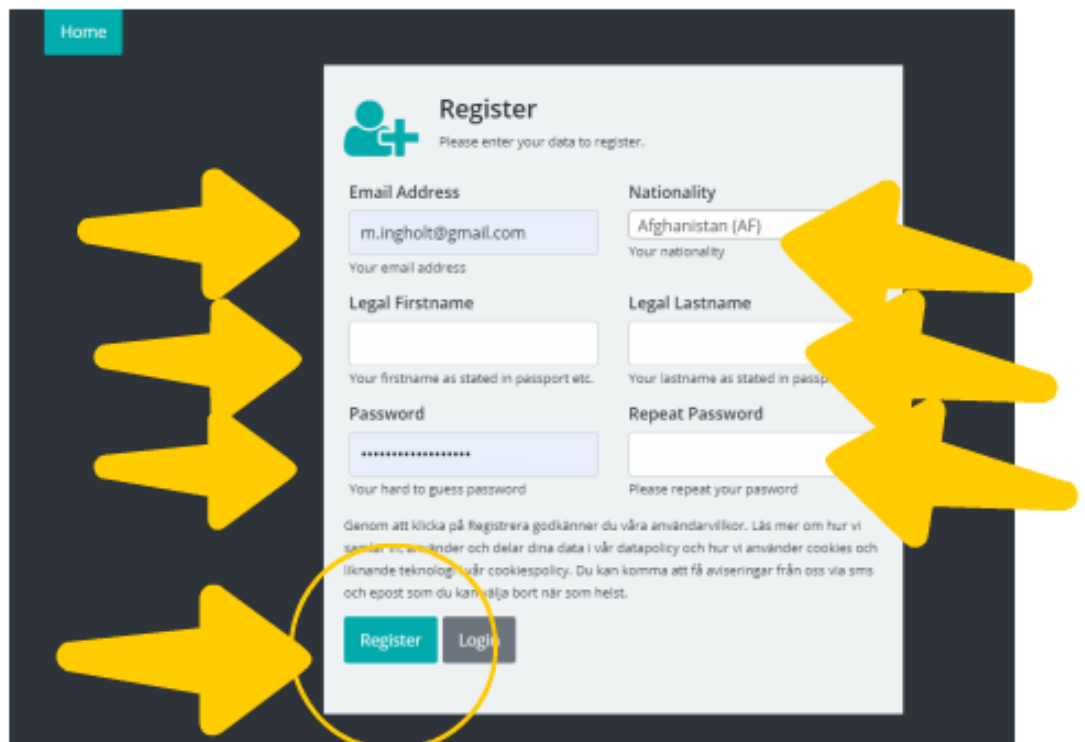 Home
Register
Please enter your data to register.
Email Address
Nationality
m.ingholt@gmail.com
Afghanistan (AF)
Your email address
Your nationality
Legal Firstname
Legal Lastname
Your firstname as stated in passport etc.
Your lastname as stated in
Password
Repeat Password
••••••••••••••••••
Your hard to guess password
Please repeat your pasword
Genom att klicka på Registrera godkänner du våra användarvillkor. Läs mer om hur vi
samlar in, använder och delar dina data i vår datapolicy och hur vi använder cookies och
liknande teknologi i vår cookiespolicy. Du kan komma att få aviseringar från oss via sms
och epost som du kan välja bort när som helst.
Register
Login